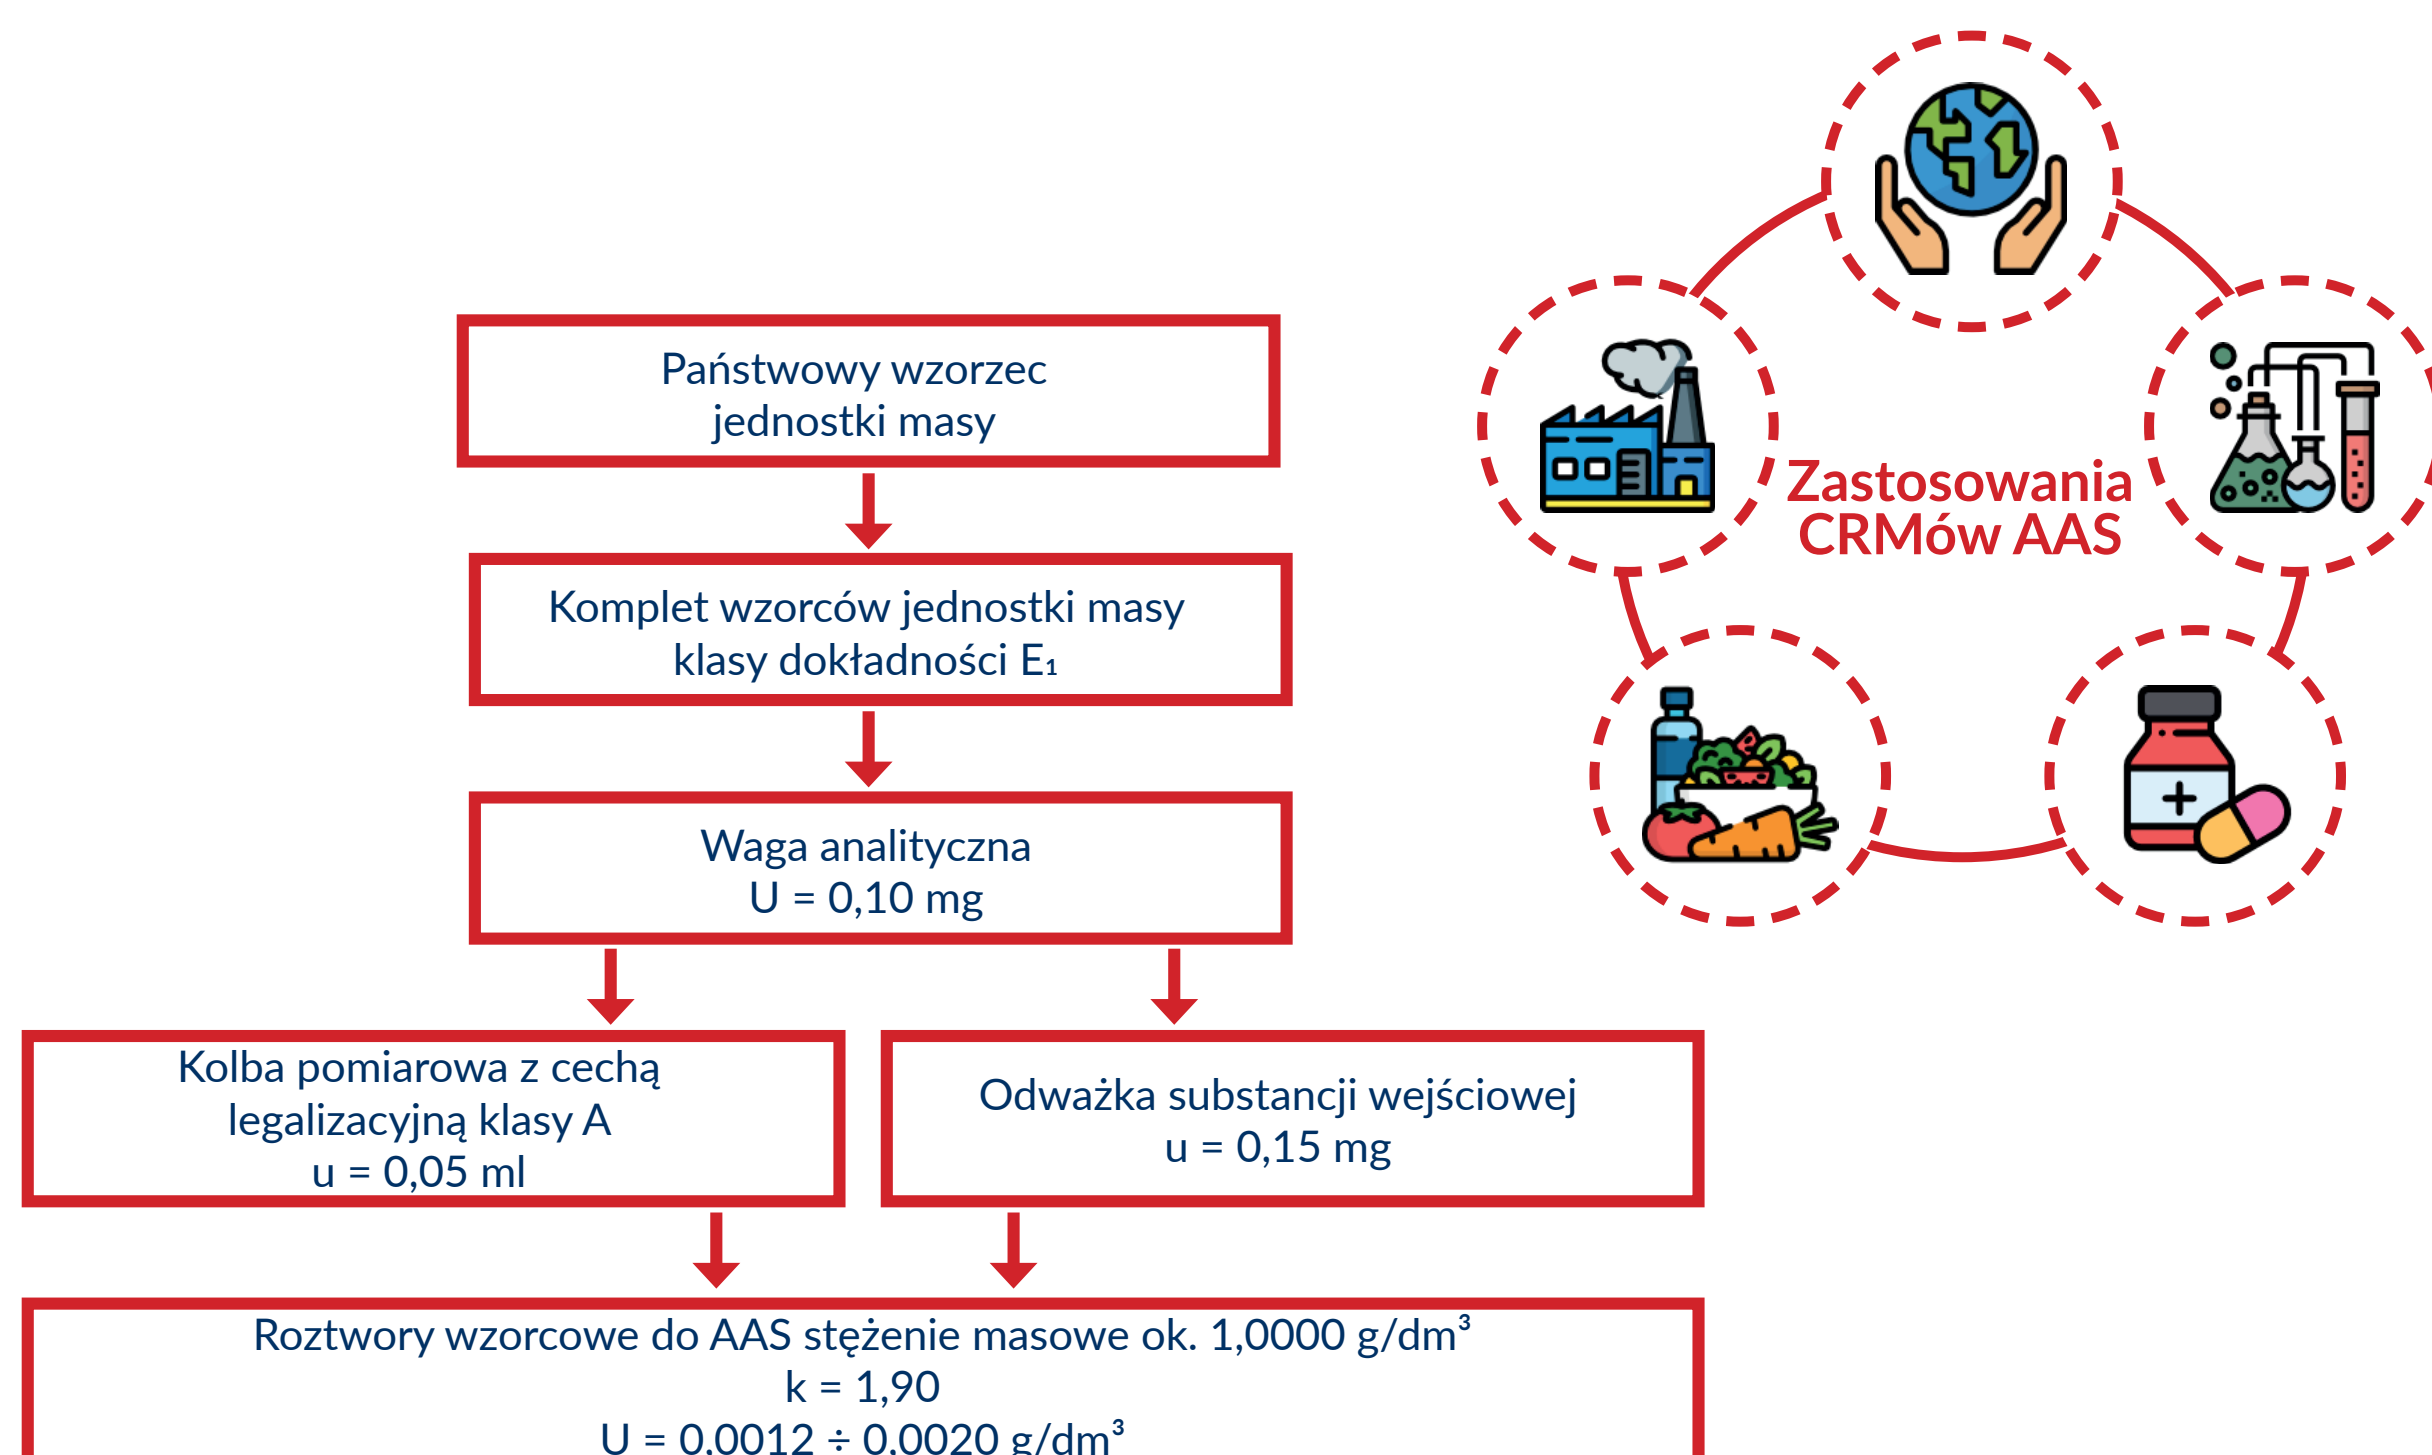 Państwowy wzorzec
jednostki masy
Komplet wzorców jednostki masy
klasy dokładności E₁
Waga analityczna
U = 0,10 mg
Kolba pomiarowa z cechą
legalizacyjną klasy A
u = 0,05 ml
Odważka substancji wejściowej
u = 0,15 mg
Roztwory wzorcowe do AAS stężenie masowe ok. 1,0000 g/dm³
k = 1,90
U = 0,0012 ÷ 0,0020 g/dm³
Zastosowania
CRMów AAS